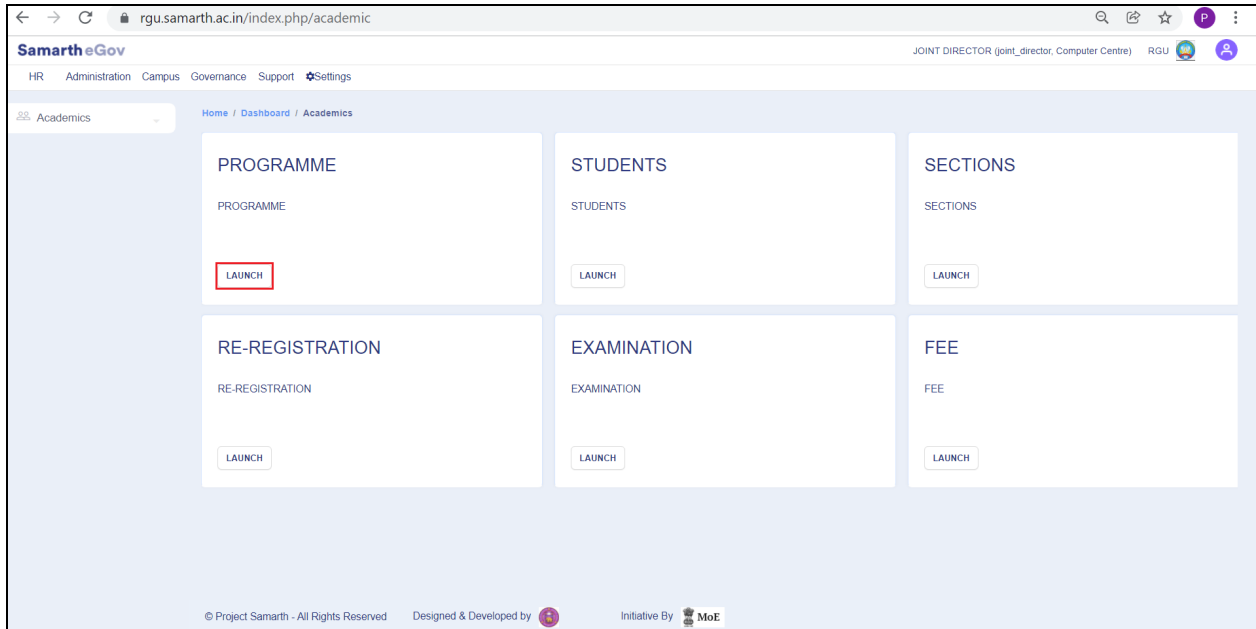 rgu.samarth.ac.in/index.php/academic
P
Samarth eGov
JOINT DIRECTOR (joint_director, Computer Centre) RGU
HR Administration Campus Governance Support Settings
Academics
Home / Dashboard / Academics
PROGRAMME
PROGRAMME
LAUNCH
STUDENTS
STUDENTS
LAUNCH
SECTIONS
SECTIONS
LAUNCH
RE-REGISTRATION
RE-REGISTRATION
LAUNCH
EXAMINATION
EXAMINATION
LAUNCH
FEE
FEE
LAUNCH
© Project Samarth - All Rights Reserved Designed & Developed by Initiative By MoE